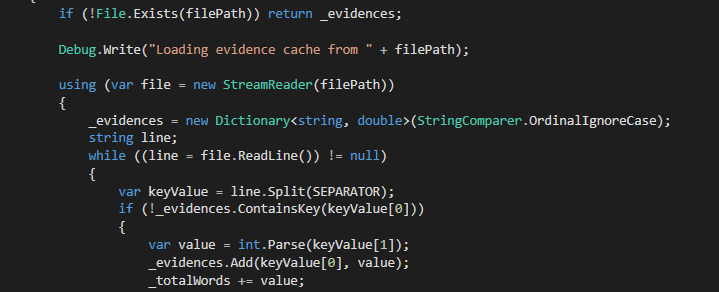 {
if (!File.Exists(filePath)) return _evidences;
Debug.Write("Loading evidence cache from " + filePath);
using (var file = new StreamReader(filePath))
{
_evidences = new Dictionary<string, double>(StringComparer.OrdinalIgnoreCase);
string line;
while ((line = file.ReadLine()) != null)
{
var keyValue = line.Split(SEPARATOR);
if (!_evidences.ContainsKey(keyValue[0]))
{
var value = int.Parse(keyValue[1]);
_evidences.Add(keyValue[0], value);
_totalWords += value;